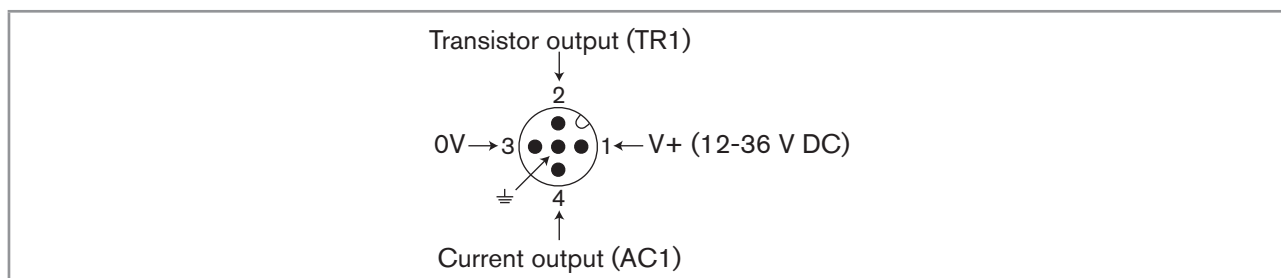 Transistor output (TR1)
2
0V 3 1 V+ (12-36 V DC)
4
Current output (AC1)